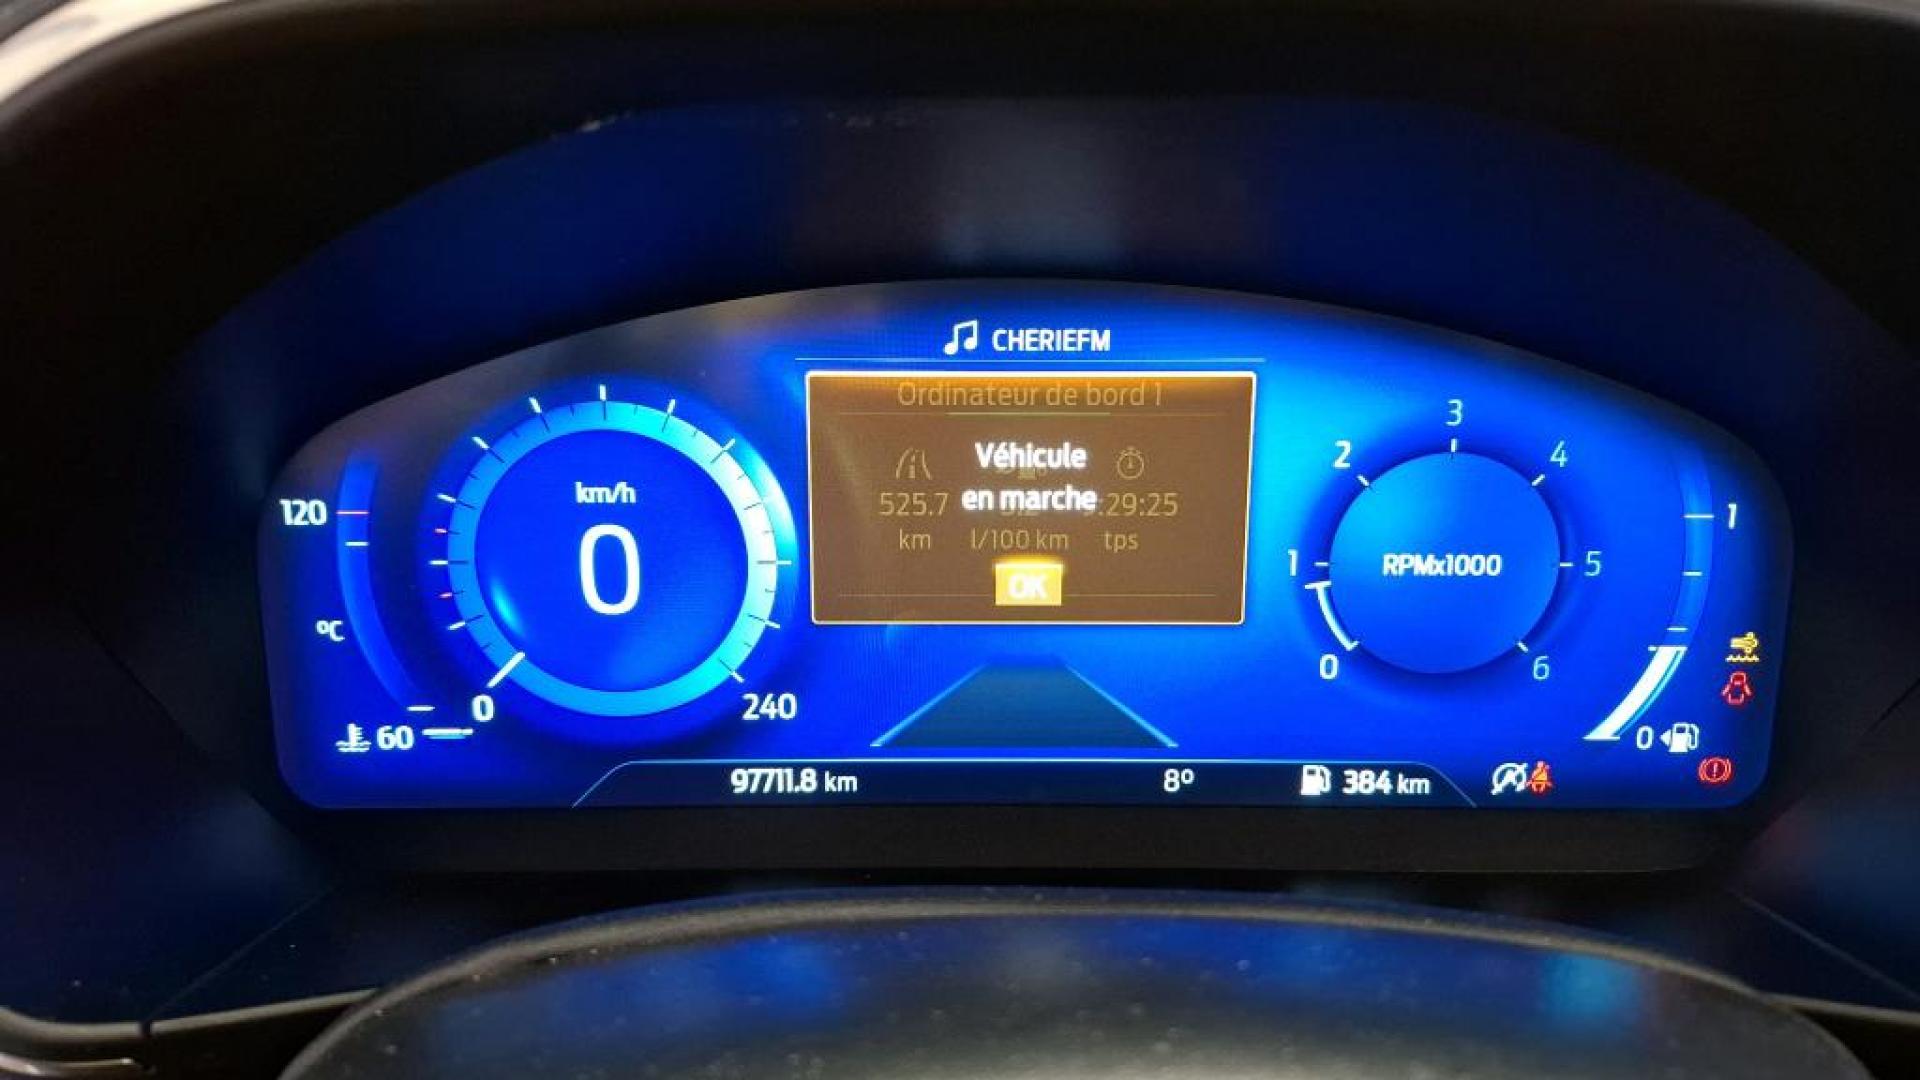 CHERIEFM
Ordinateur de bord 1
Véhicule
en marche
525.7 :29:25
km l/100 km tps
OK
km/h
0
120
°C
60
0
240
RPMx1000
0
1
2
3
4
5
6
1
0
97711.8 km 8° 384 km